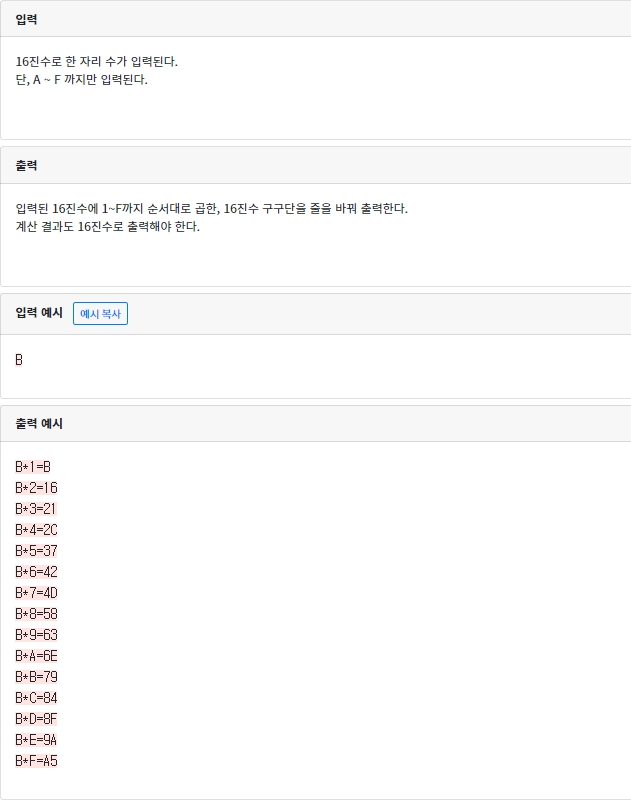 입력
16진수로 한 자리 수가 입력된다.
단, A ~ F 까지만 입력된다.
출력
입력된 16진수에 1~F까지 순서대로 곱한, 16진수 구구단을 줄을 바꿔 출력한다.
계산 결과도 16진수로 출력해야 한다.
입력 예시 예시 복사
B
출력 예시
B*1=B
B*2=16
B*3=21
B*4=2C
B*5=37
B*6=42
B*7=4D
B*8=58
B*9=63
B*A=6E
B*B=79
B*C=84
B*D=8F
B*E=9A
B*F=A5